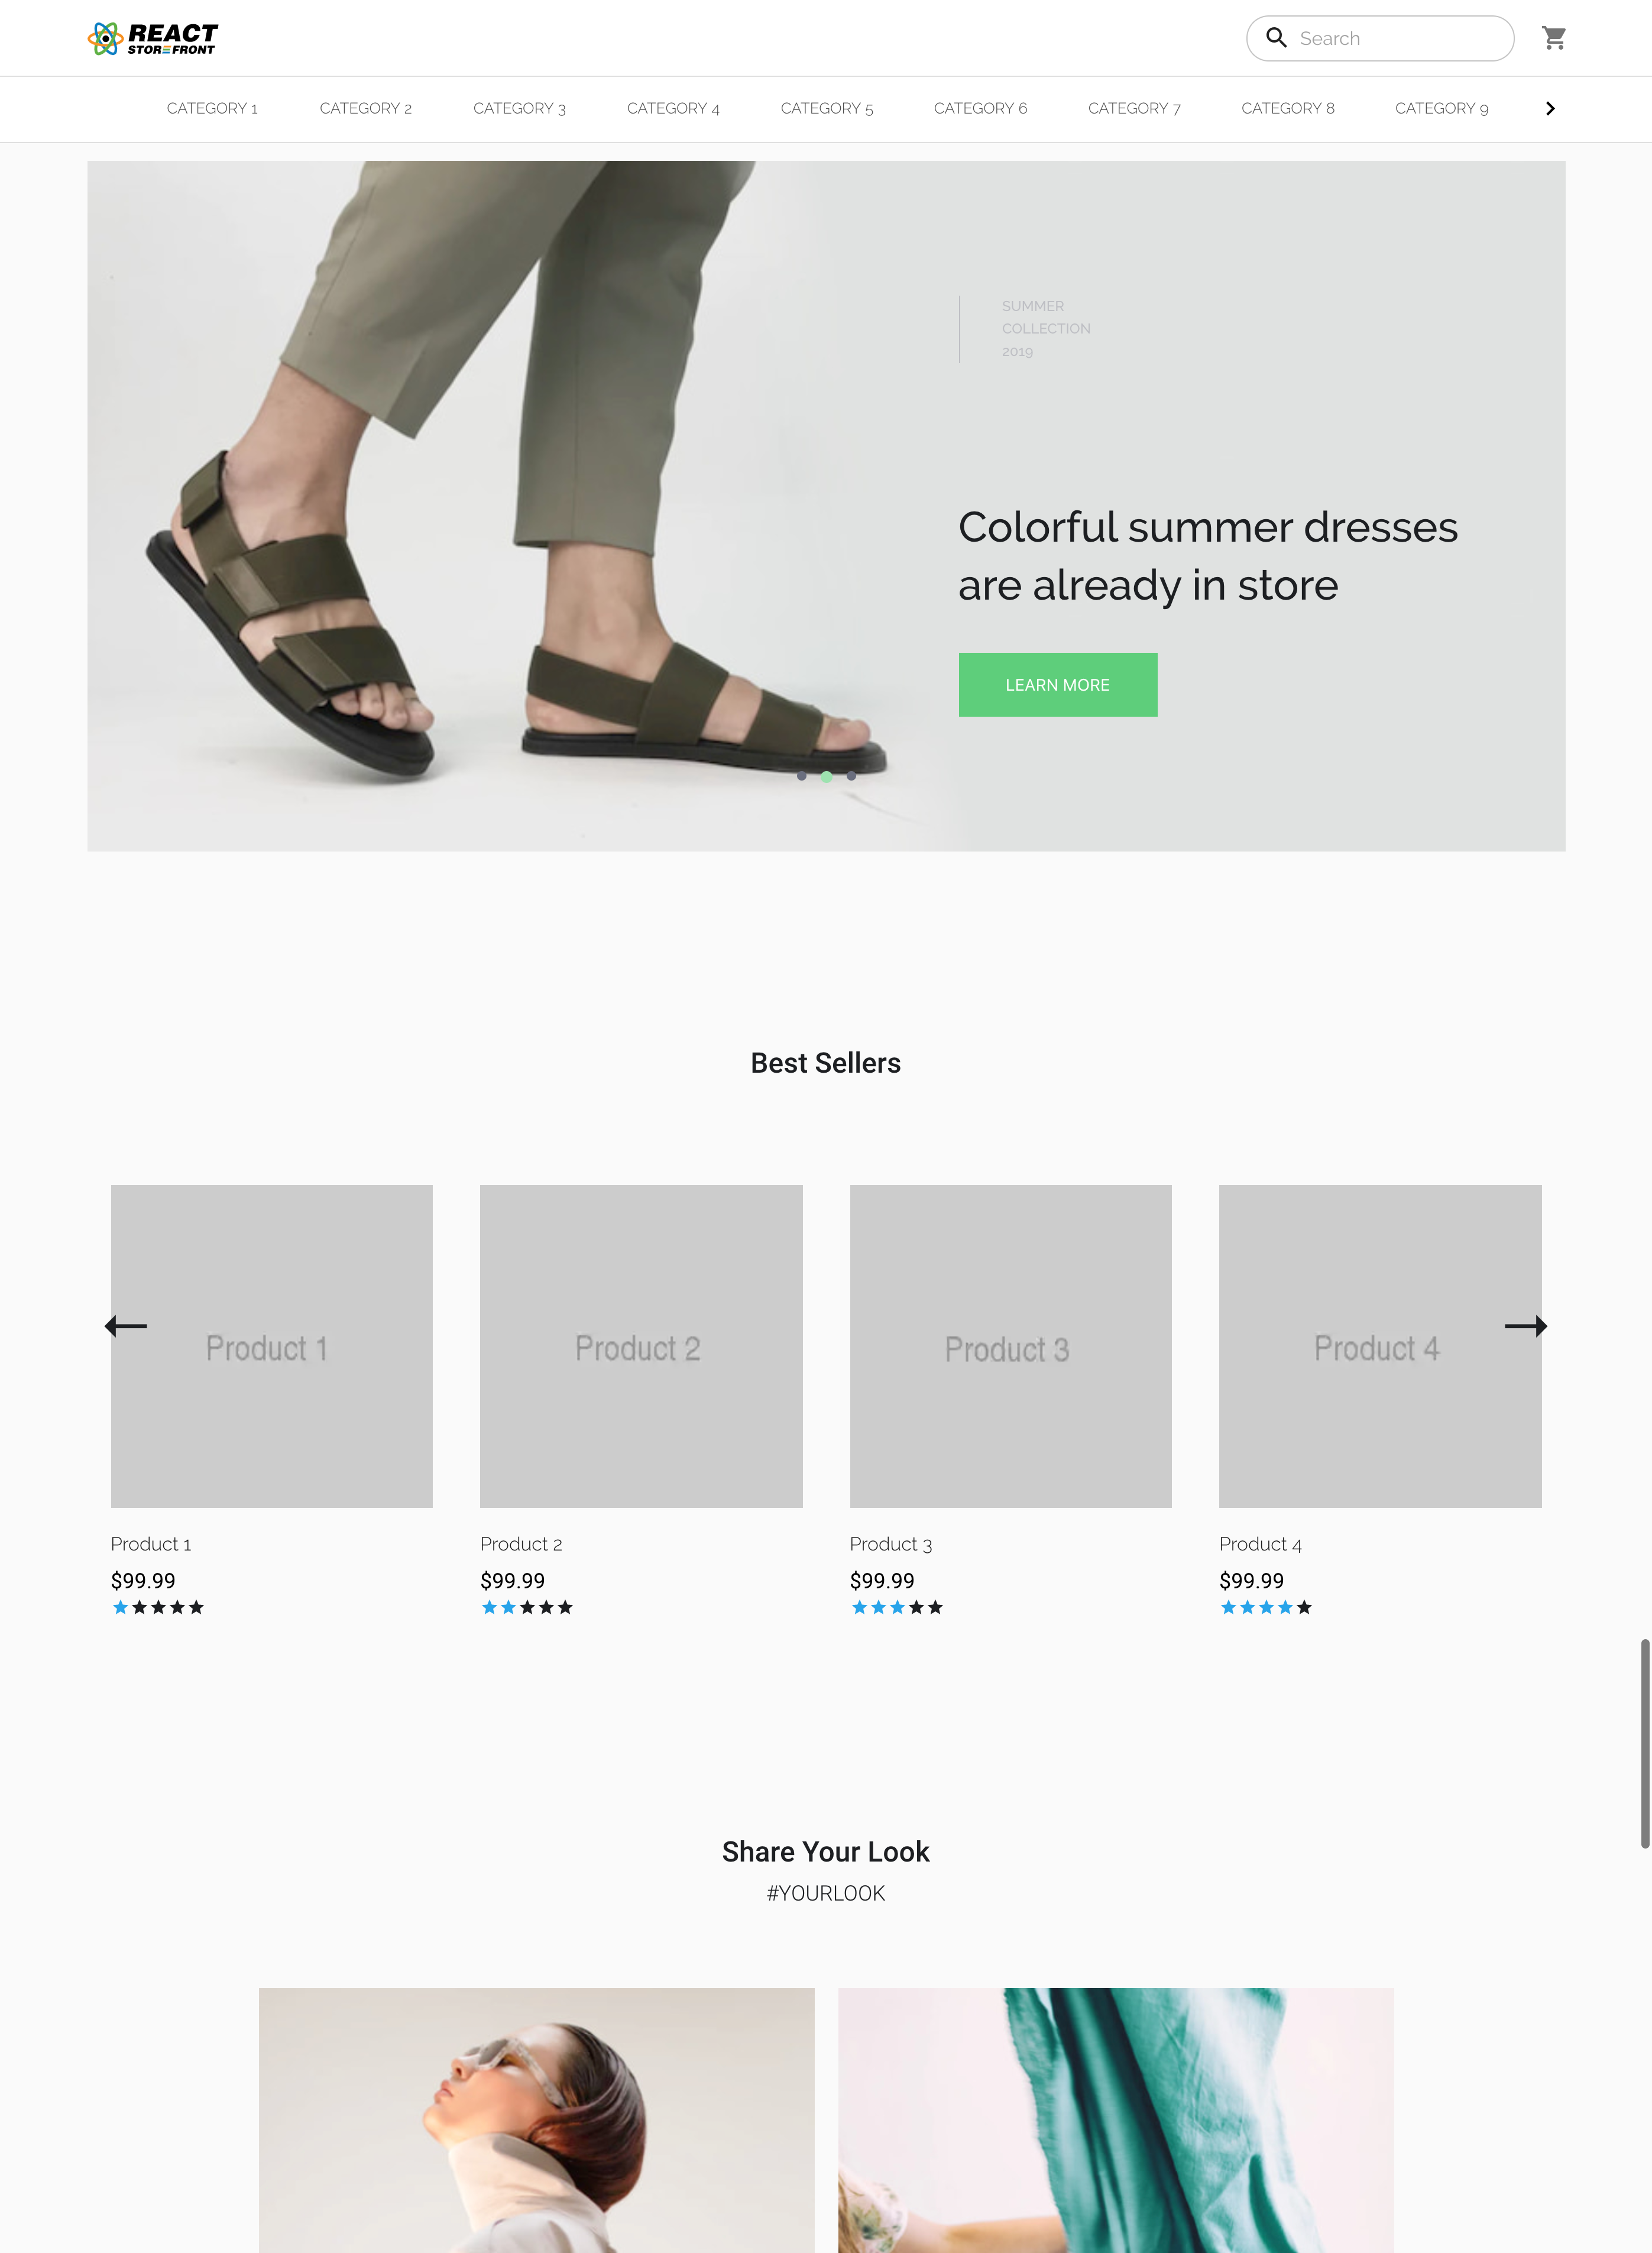 REACT
STOREFRONT
Search
CATEGORY 1
CATEGORY 2
CATEGORY 3
CATEGORY 4
CATEGORY 5
CATEGORY 6
CATEGORY 7
CATEGORY 8
CATEGORY 9
SUMMER
COLLECTION
2019
Colorful summer dresses
are already in store
LEARN MORE
Best Sellers
Product 1
Product 2
Product 3
Product 4
Product 1
$99.99
Product 2
$99.99
Product 3
$99.99
Product 4
$99.99
Share Your Look
#YOURLOOK